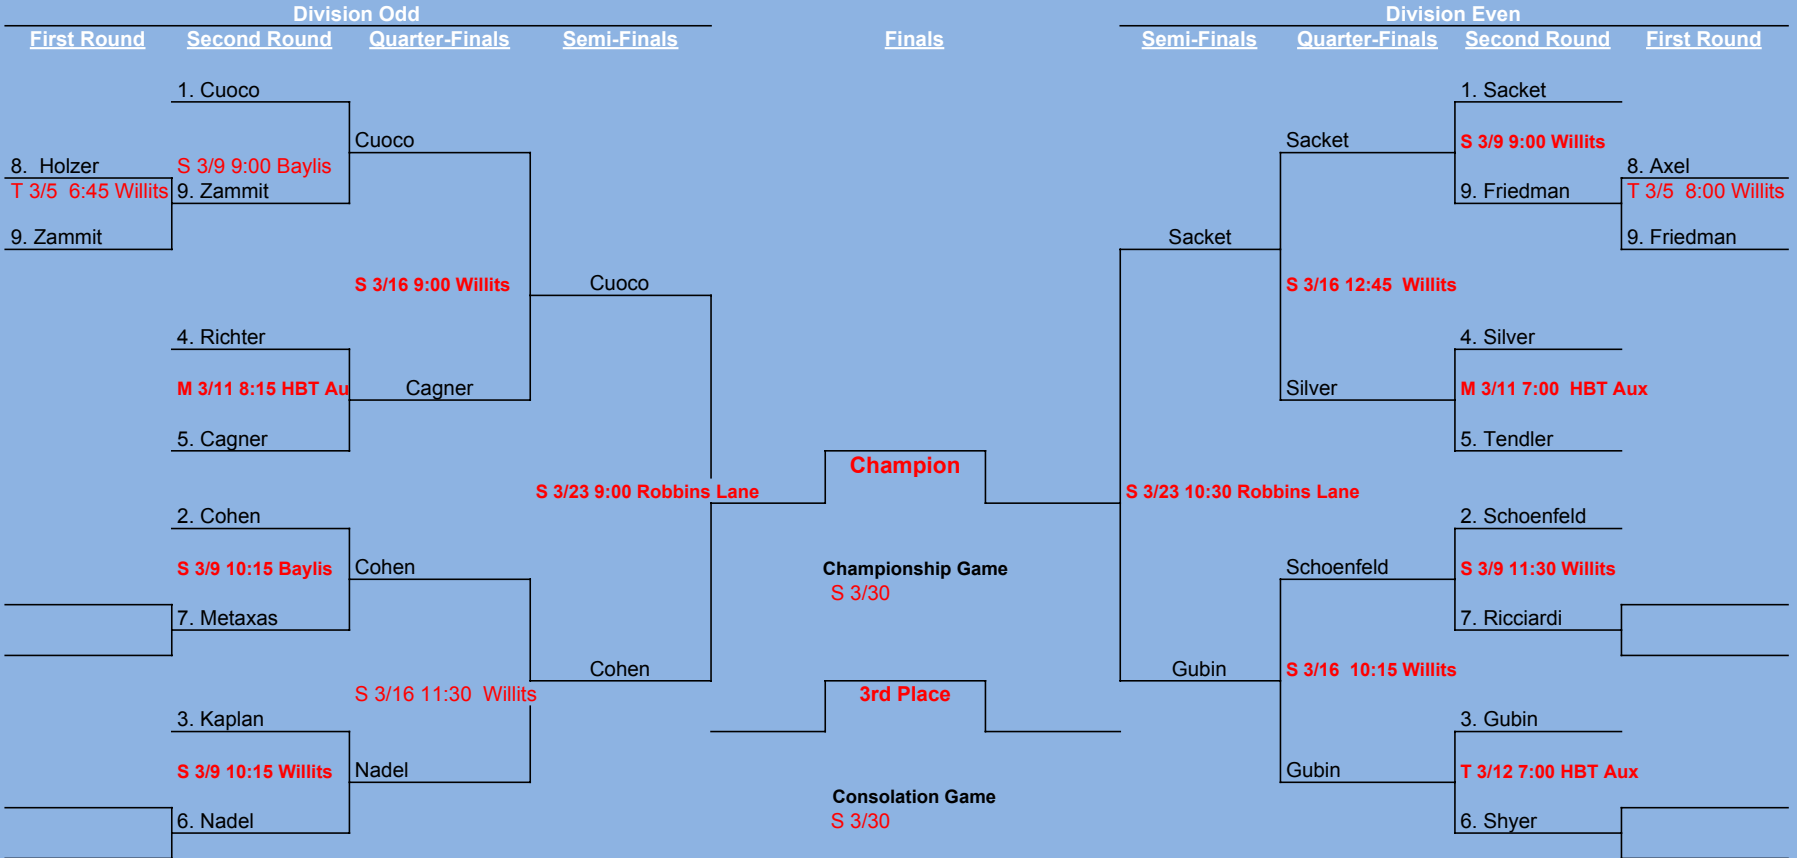 Division Odd
Division Even
First Round Second Round Quarter-Finals Semi-Finals Finals Semi-Finals Quarter-Finals Second Round First Round
1. Cuoco
1. Sacket
Cuoco
Sacket
S 3/9 9:00 Willits
8. Holzer
S 3/9 9:00 Baylis
8. Axel
T 3/5 6:45 Willits
9. Zammit
9. Friedman
T 3/5 8:00 Willits
9. Zammit
Sacket
9. Friedman
S 3/16 9:00 Willits
Cuoco
S 3/16 12:45 Willits
4. Richter
4. Silver
M 3/11 8:15 HBT Au
Cagner
Silver
M 3/11 7:00 HBT Aux
5. Cagner
5. Tendler
Champion
S 3/23 9:00 Robbins Lane
S 3/23 10:30 Robbins Lane
2. Cohen
2. Schoenfeld
S 3/9 10:15 Baylis
Cohen
Championship Game
Schoenfeld
S 3/9 11:30 Willits
S 3/30
7. Metaxas
7. Ricciardi
Cohen
Gubin
S 3/16 10:15 Willits
S 3/16 11:30 Willits
3rd Place
3. Kaplan
3. Gubin
S 3/9 10:15 Willits
Nadel
Gubin
T 3/12 7:00 HBT Aux
Consolation Game
S 3/30
6. Nadel
6. Shyer